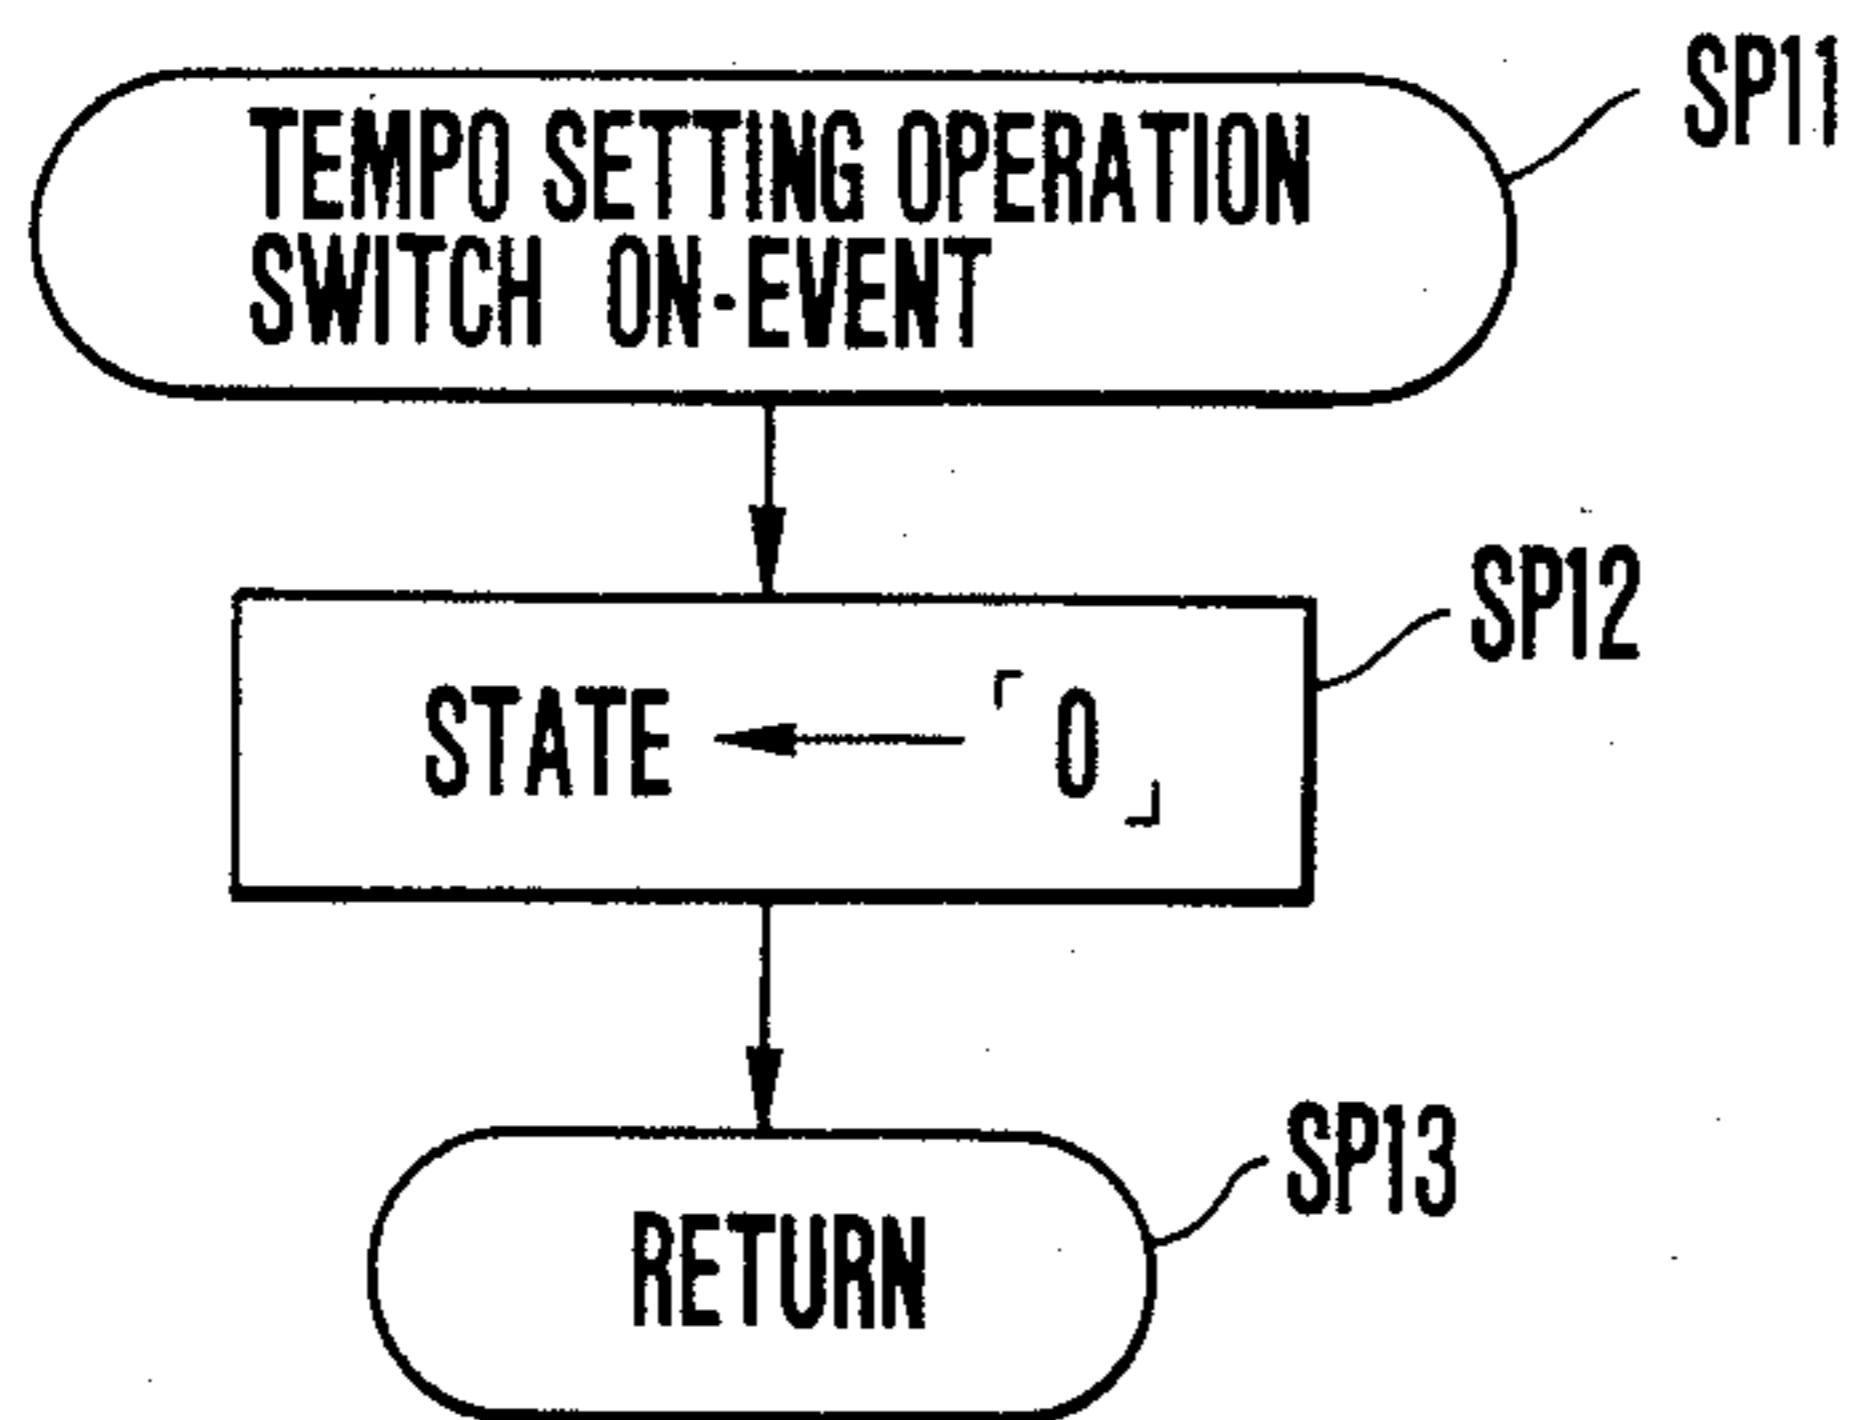 SP11
TEMPO SETTING OPERATION
SWITCH ON-EVENT
SP12
STATE ← 「0」
SP13
RETURN